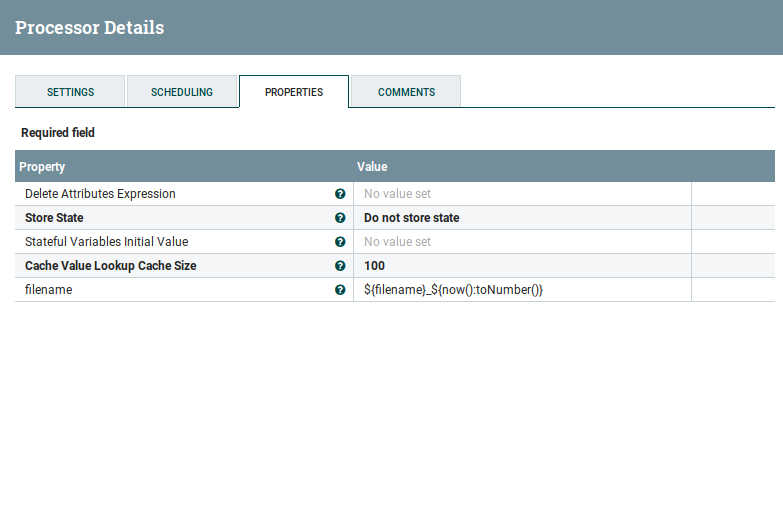 Processor Details
SETTINGS SCHEDULING PROPERTIES COMMENTS
Required field
Property Value
Delete Attributes Expression No value set
Store State Do not store state
Stateful Variables Initial Value No value set
Cache Value Lookup Cache Size 100
filename ${filename}_${now():toNumber()}